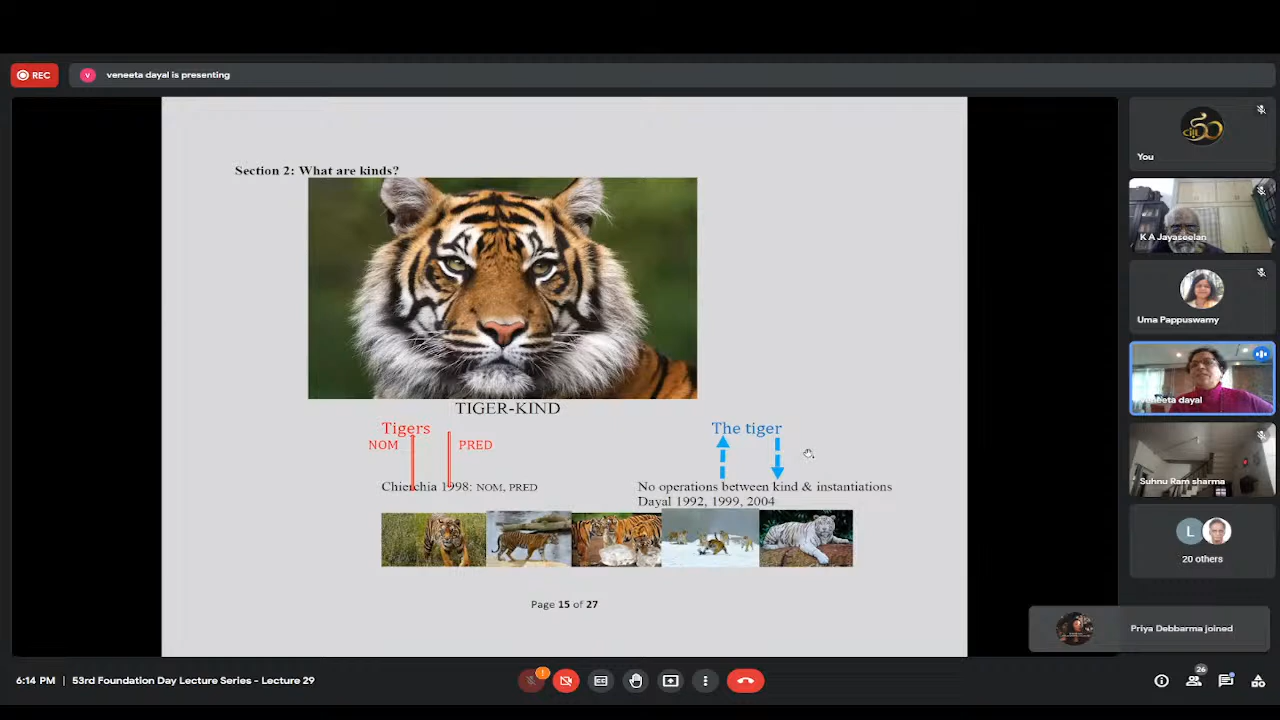 REC
v
veneeta dayal is presenting
Section 2: What are kinds?
TIGER-KIND
Tigers
The tiger
NOM
PRED
Chierchia 1998: NOM, PRED
No operations between kind & instantiations
Dayal 1992, 1999, 2004
Page 15 of 27
You
K A Jayaseelan
Uma Pappuswamy
veneeta dayal
Suhnu Ram sharma
L
20 others
Priya Debbarma joined
6:14 PM | 53rd Foundation Day Lecture Series - Lecture 29
26